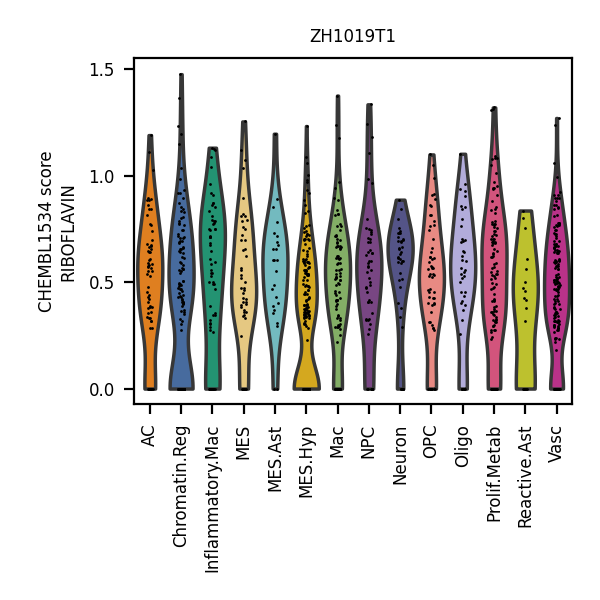 ZH1019T1
CHEMBL1534 score
RIBOFLAVIN
1.5
1.0
0.5
0.0
AC
Chromatin.Reg
Inflammatory.Mac
MES
MES.Ast
MES.Hyp
Mac
NPC
Neuron
OPC
Oligo
Prolif.Metab
Reactive.Ast
Vasc